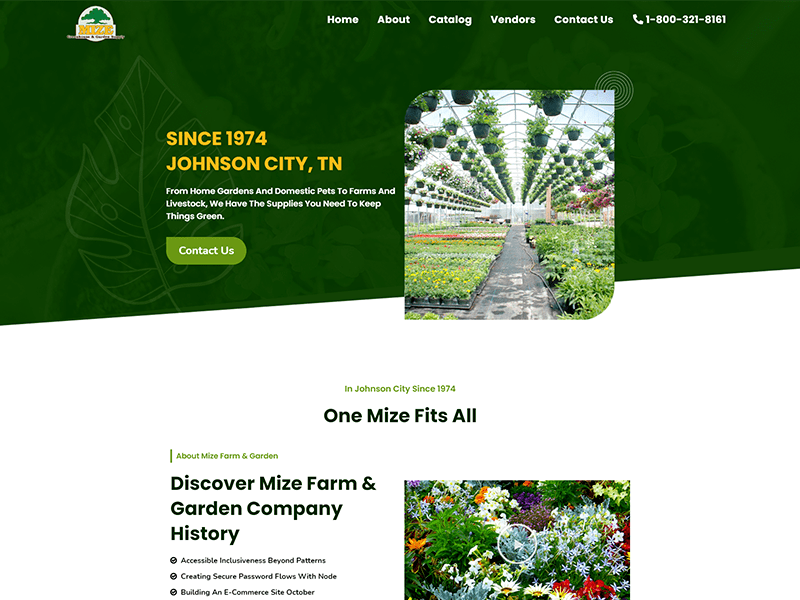 MIZE
Home About Catalog Vendors Contact Us 1-800-321-8161
SINCE 1974
JOHNSON CITY, TN
From Home Gardens And Domestic Pets To Farms And
Livestock, We Have The Supplies You Need To Keep
Things Green.
Contact Us
In Johnson City Since 1974
One Mize Fits All
About Mize Farm & Garden
Discover Mize Farm &
Garden Company
History
Accessible Inclusiveness Beyond Patterns
Creating Secure Password Flows With Node
Building An E-Commerce Site October